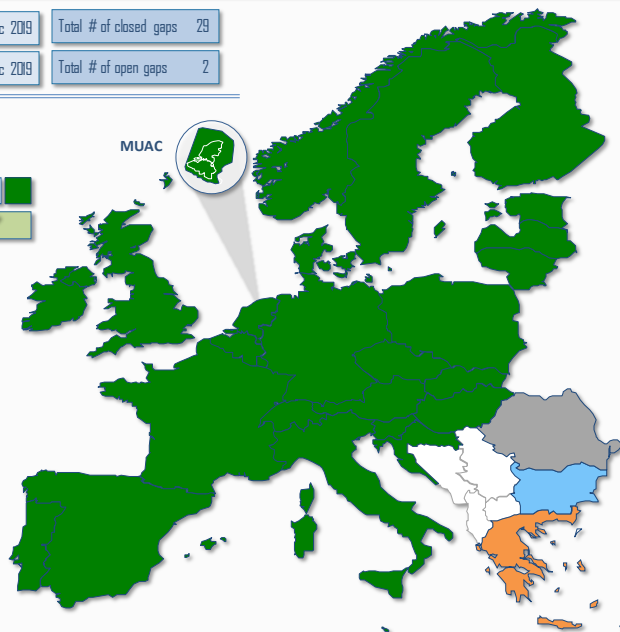 c 2019
Total # of closed gaps 29
c 2019
Total # of open gaps 2
MUAC